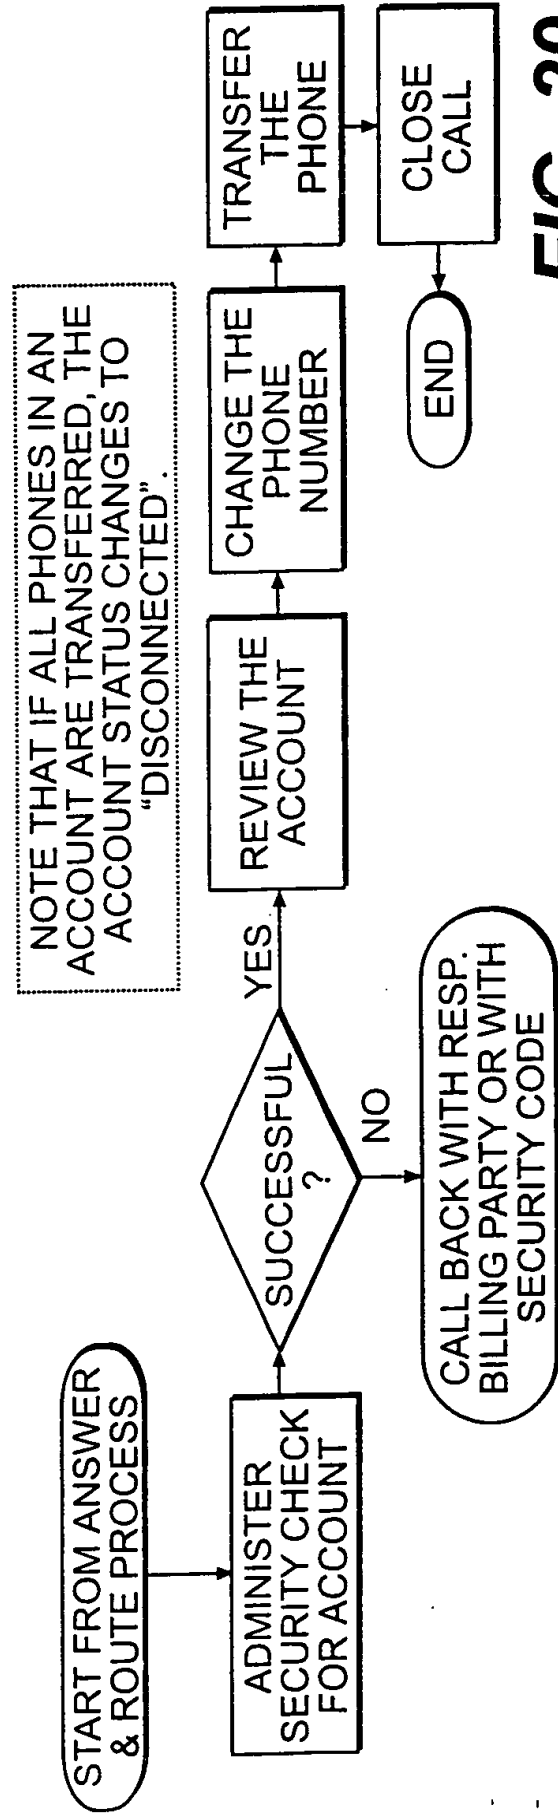 START FROM ANSWER
& ROUTE PROCESS
ADMINISTER
SECURITY CHECK
FOR ACCOUNT
SUCCESSFUL
?
YES
NO
CALL BACK WITH RESP.
BILLING PARTY OR WITH
SECURITY CODE
NOTE THAT IF ALL PHONES IN AN
ACCOUNT ARE TRANSFERRED, THE
ACCOUNT STATUS CHANGES TO
“DISCONNECTED”.
REVIEW THE
ACCOUNT
CHANGE THE
PHONE
NUMBER
TRANSFER
THE
PHONE
CLOSE
CALL
END
FIG.